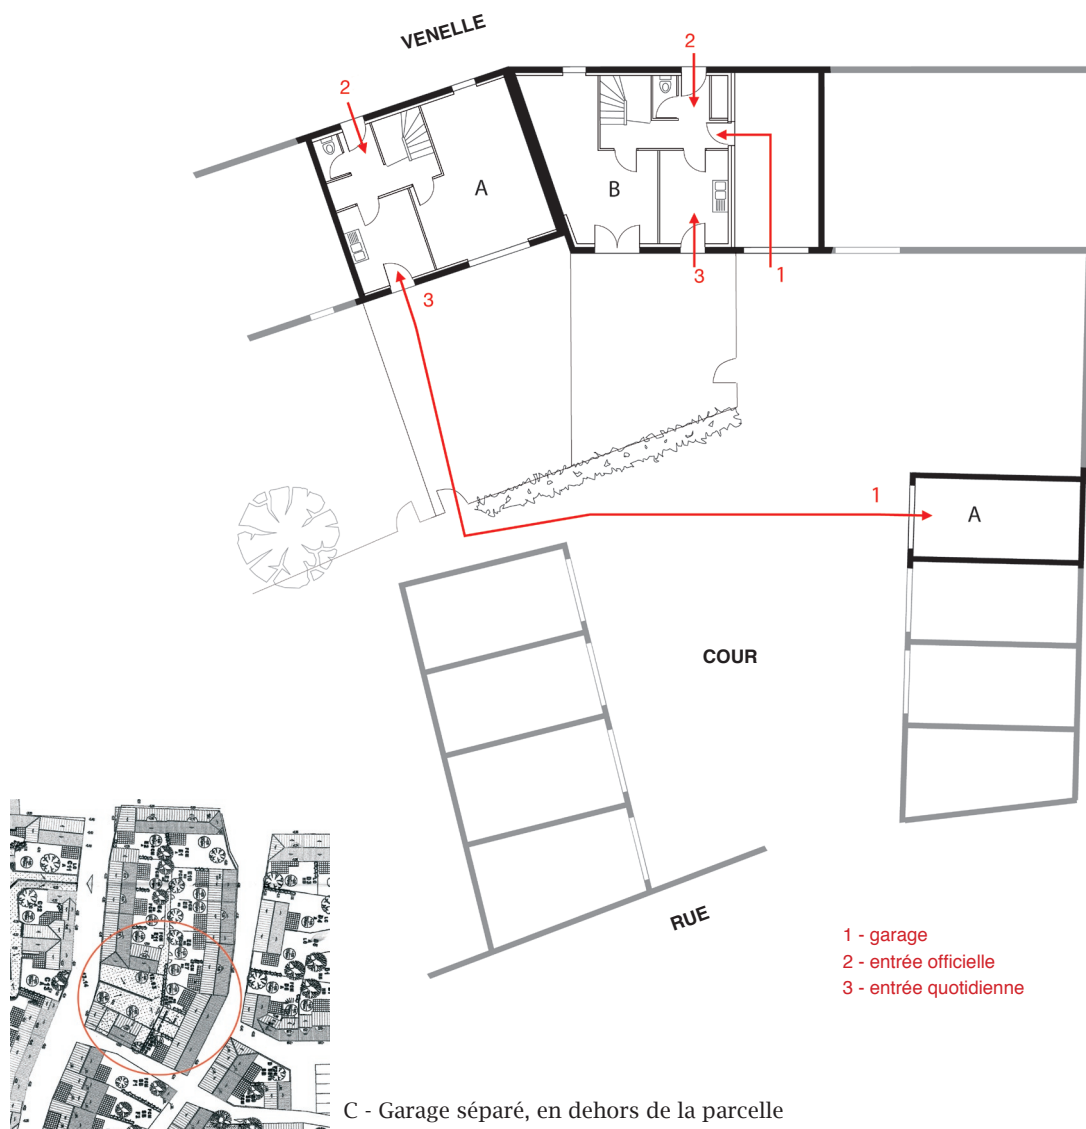 VENELLE
2
2
1
A
B
3
1
3
1
A
COUR
RUE
1 - garage
2 - entrée officielle
3 - entrée quotidienne
C - Garage séparé, en dehors de la parcelle